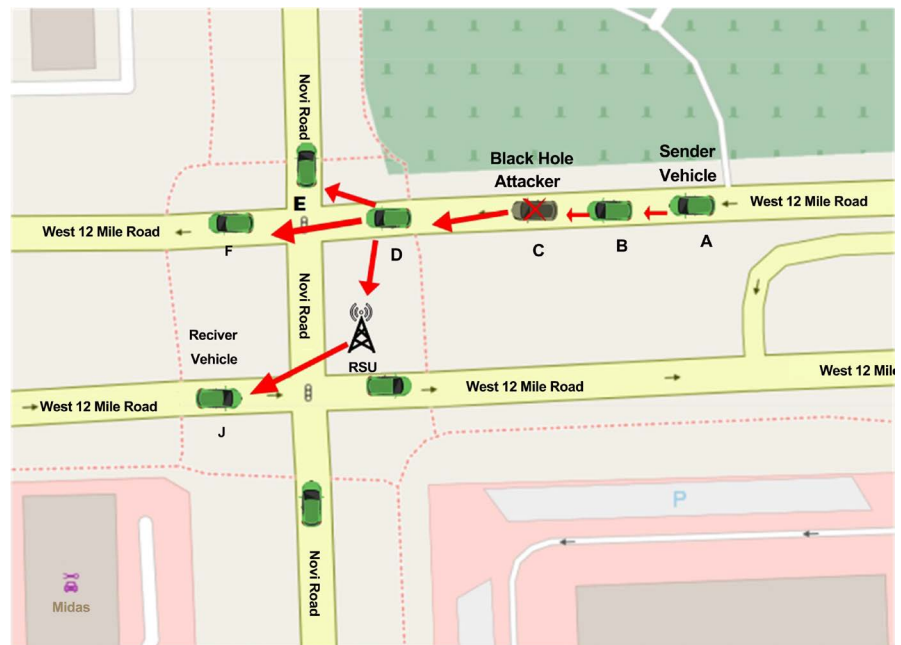 Novi Road
Black Hole
Attacker
Sender
Vehicle
West 12 Mile Road
E
West 12 Mile Road
F
D
C
B
A
Novi Road
Reciver
Vehicle
RSU
West 12 Mile Road
West 12 Mil
West 12 Mile Road
J
P
Novi Road
Midas